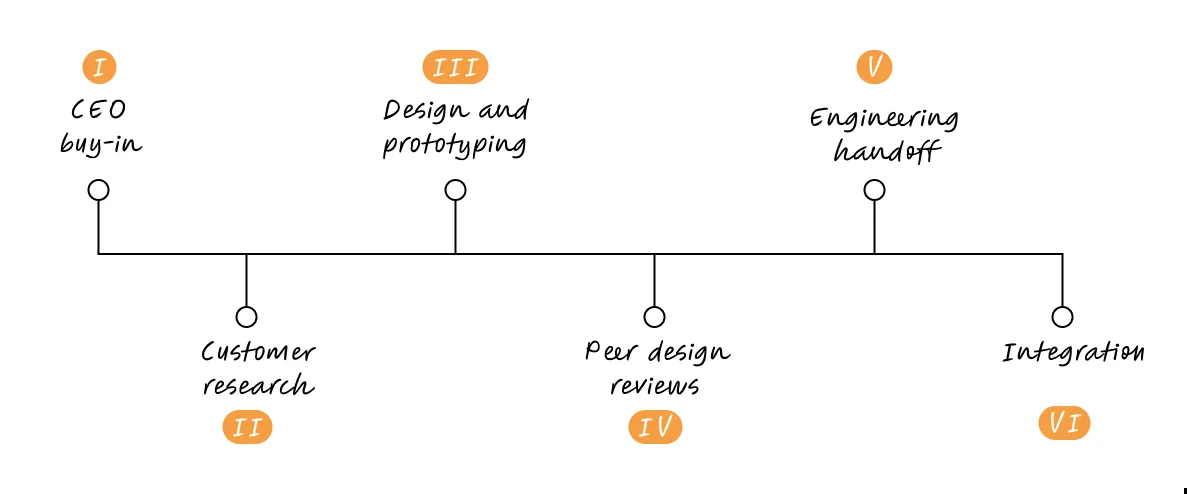 I
CEO
buy-in
Customer
research
II
III
Design and
prototyping
Peer design
reviews
IV
V
Engineering
handoff
Integration
VI